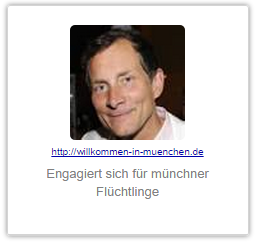 http://willkommen-in-muenchen.de
Engagiert sich für münchner
Flüchtlinge